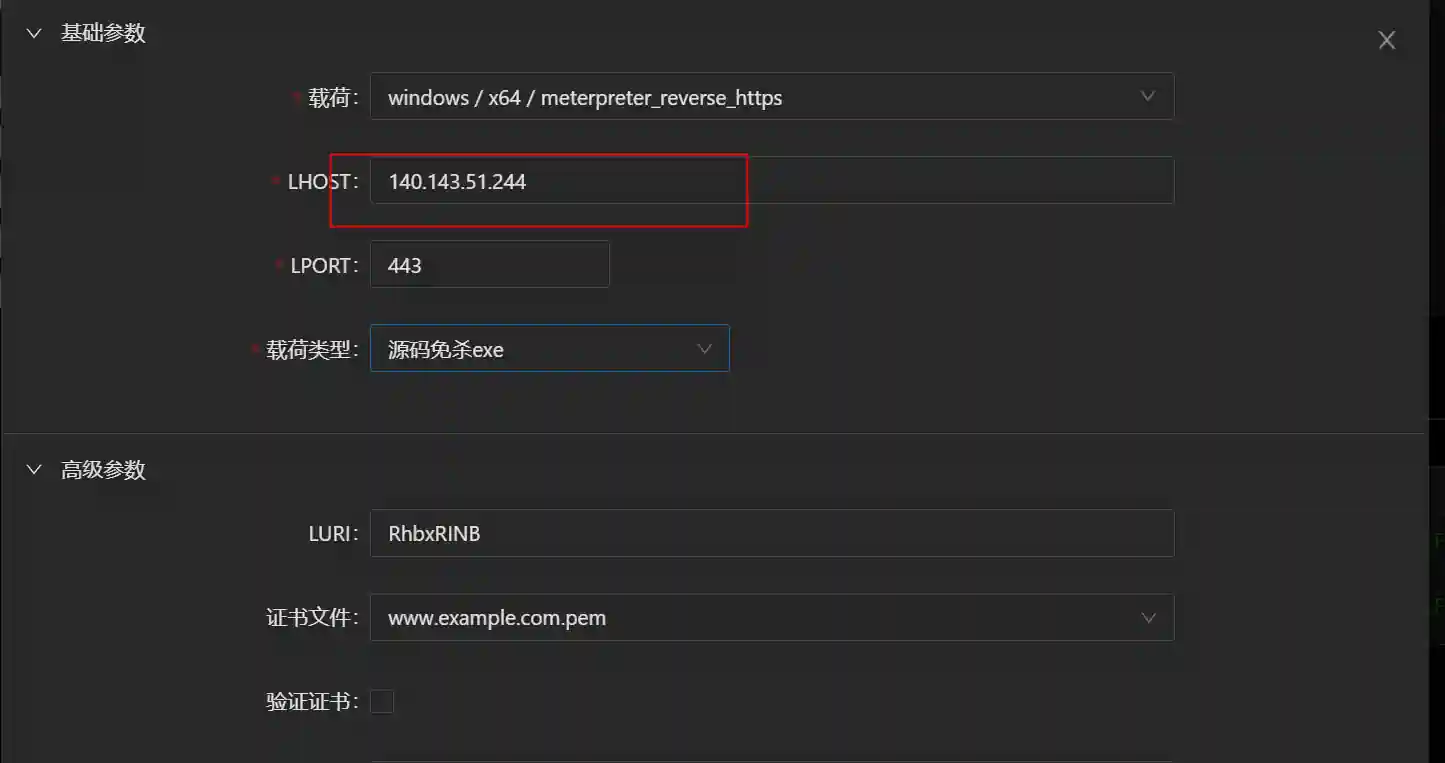 基础参数
* 载荷: windows / x64 / meterpreter_reverse_https
* LHOST: 140.143.51.244
* LPORT: 443
* 载荷类型: 源码免杀exe
高级参数
LURI: RhbxRINB
证书文件: www.example.com.pem
验证证书: